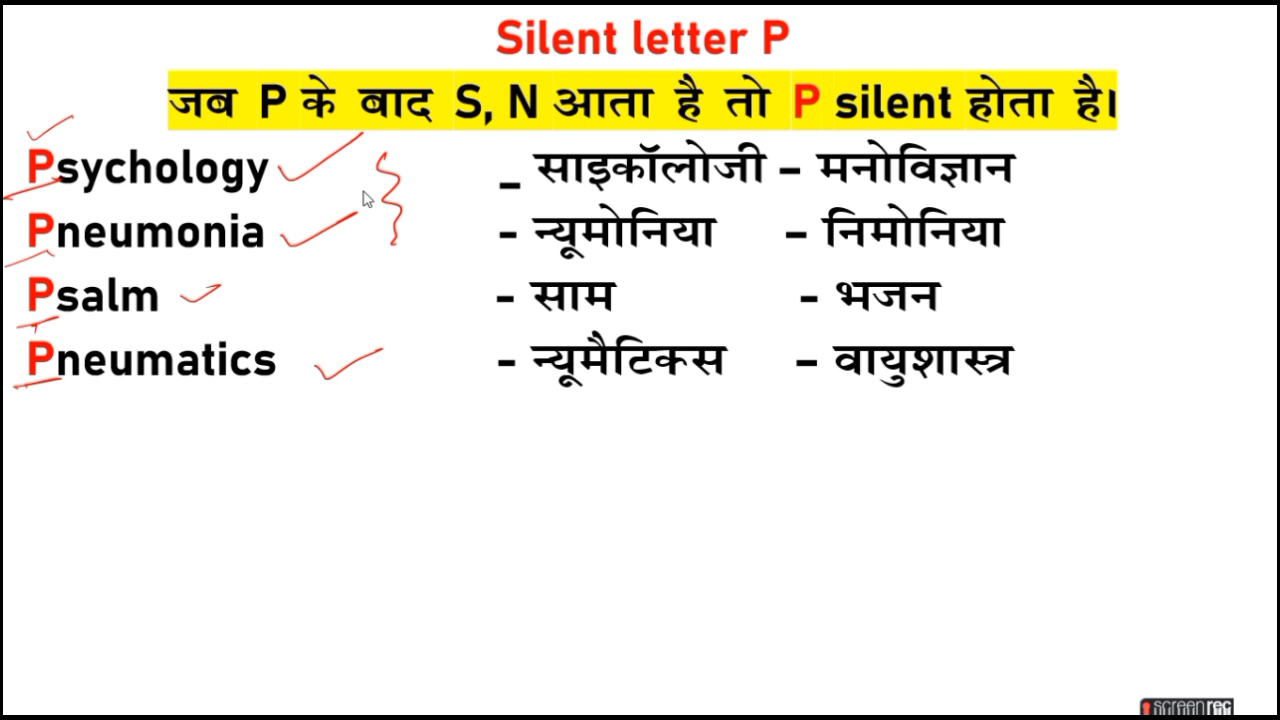 Silent letter P
जब P के बाद S, N आता है तो P silent होता है।
Psychology – साइकॉलोजी – मनोविज्ञान
Pneumonia - न्यूमोनिया – निमोनिया
Psalm - साम - भजन
Pneumatics - न्यूमैटिक्स – वायुशास्त्र
screenrec